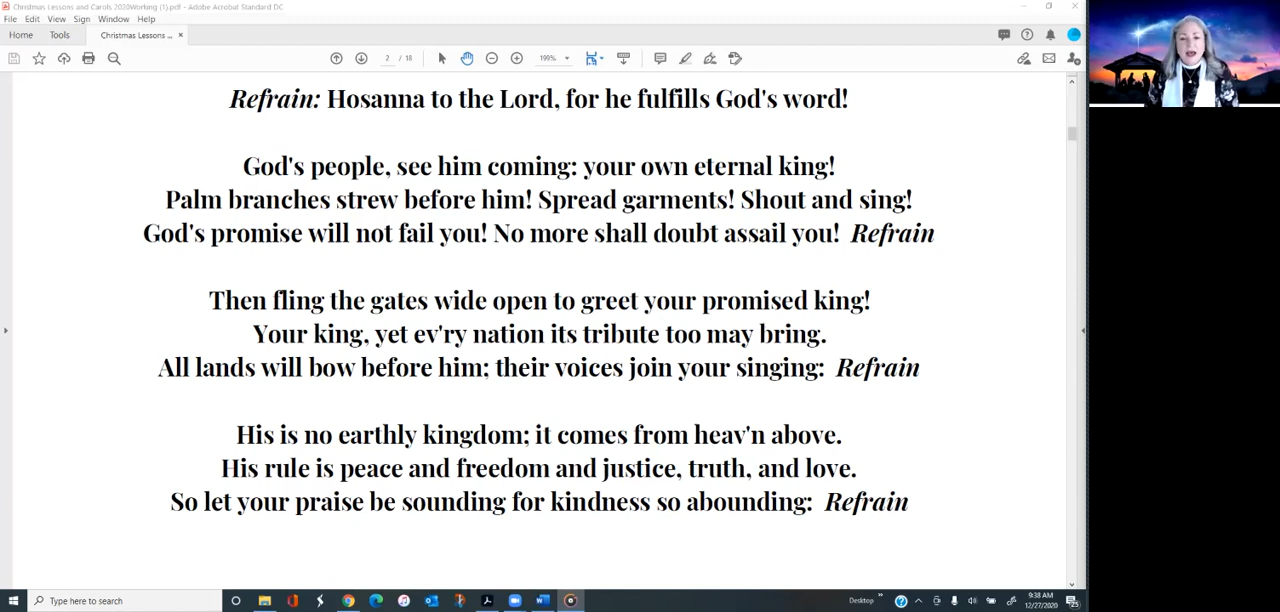 Christmas Lessons and Carols 2020Working (1).pdf - Adobe Acrobat Standard DC
File Edit View Sign Window Help
Home Tools Christmas Lessons ... ×
2 / 18 199%
Refrain: Hosanna to the Lord, for he fulfills God's word!
God's people, see him coming: your own eternal king!
Palm branches strew before him! Spread garments! Shout and sing!
God's promise will not fail you! No more shall doubt assail you! Refrain
Then fling the gates wide open to greet your promised king!
Your king, yet ev'ry nation its tribute too may bring.
All lands will bow before him; their voices join your singing: Refrain
His is no earthly kingdom; it comes from heav'n above.
His rule is peace and freedom and justice, truth, and love.
So let your praise be sounding for kindness so abounding: Refrain
Type here to search
Desktop
9:38 AM
12/27/2020
25